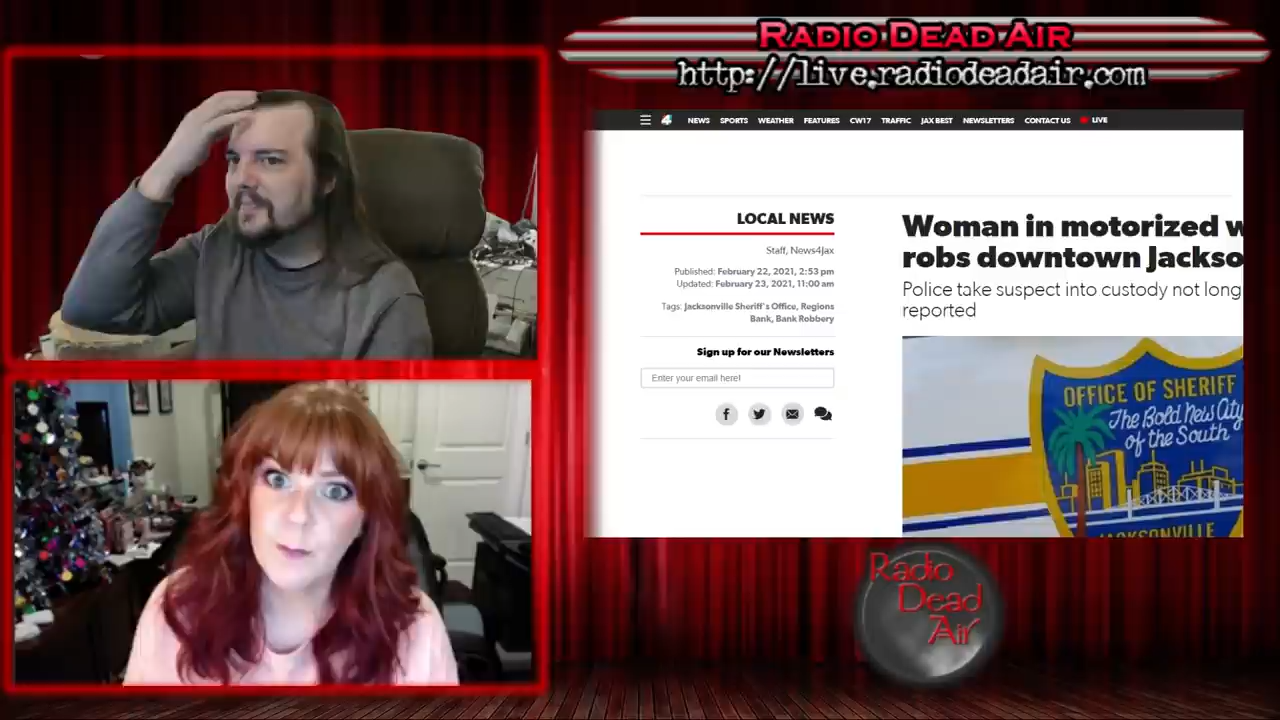 RADIO DEAD AIR
http://live.radiodeadair.com
NEWS SPORTS WEATHER FEATURES CW17 TRAFFIC JAX BEST NEWSLETTERS CONTACT US LIVE
LOCAL NEWS
Staff, News4Jax
Published: February 22, 2021, 2:53 pm
Updated: February 23, 2021, 11:00 am
Tags: Jacksonville Sheriff's Office, Regions
Bank, Bank Robbery
Sign up for our Newsletters
Enter your email here!
Woman in motorized w
robs downtown Jackso
Police take suspect into custody not long
reported
OFFICE OF SHERIFF
The Bold New City
of the South
JACKSONVILLE
Radio
Dead
Air